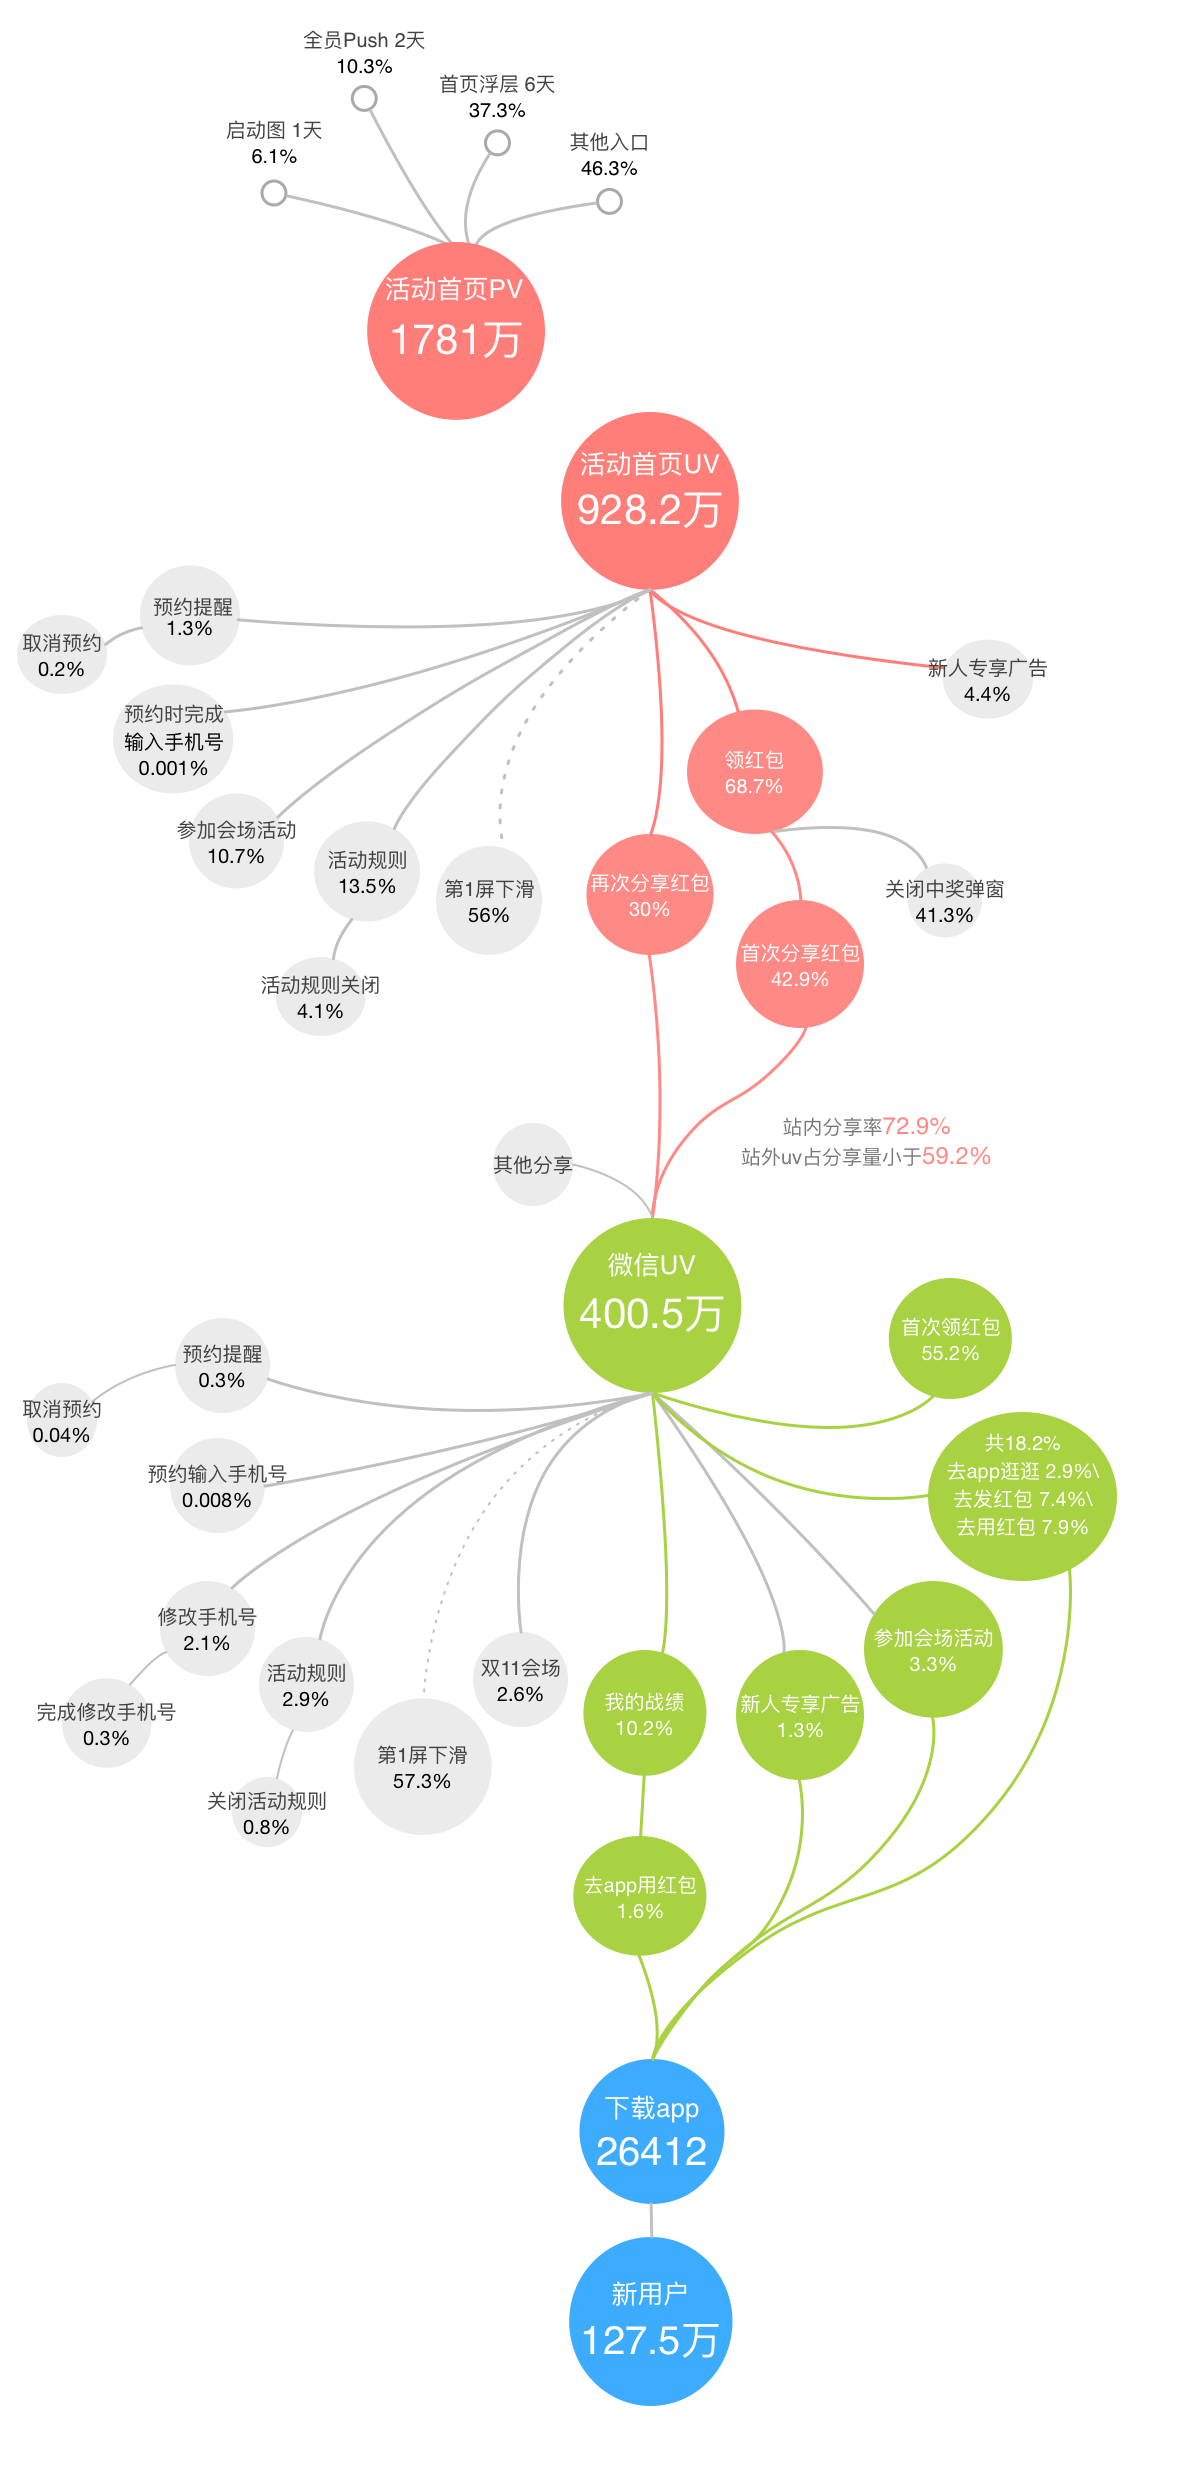 全员Push 2天
10.3%
首页浮层 6天
37.3%
启动图 1天
6.1%
其他入口
46.3%
活动首页PV
1781万
活动首页UV
928.2万
预约提醒
1.3%
取消预约
0.2%
新人专享广告
4.4%
预约时完成
输入手机号
0.001%
领红包
68.7%
参加会场活动
10.7%
活动规则
13.5%
第1屏下滑
56%
再次分享红包
30%
关闭中奖弹窗
41.3%
首次分享红包
42.9%
活动规则关闭
4.1%
站内分享率72.9%
站外uv占分享量小于59.2%
其他分享
微信UV
400.5万
首次领红包
55.2%
预约提醒
0.3%
取消预约
0.04%
共18.2%
去app逛逛 2.9%\
去发红包 7.4%\
去用红包 7.9%
预约输入手机号
0.008%
修改手机号
2.1%
参加会场活动
3.3%
活动规则
2.9%
双11会场
2.6%
我的战绩
10.2%
新人专享广告
1.3%
完成修改手机号
0.3%
第1屏下滑
57.3%
关闭活动规则
0.8%
去app用红包
1.6%
下载app
26412
新用户
127.5万